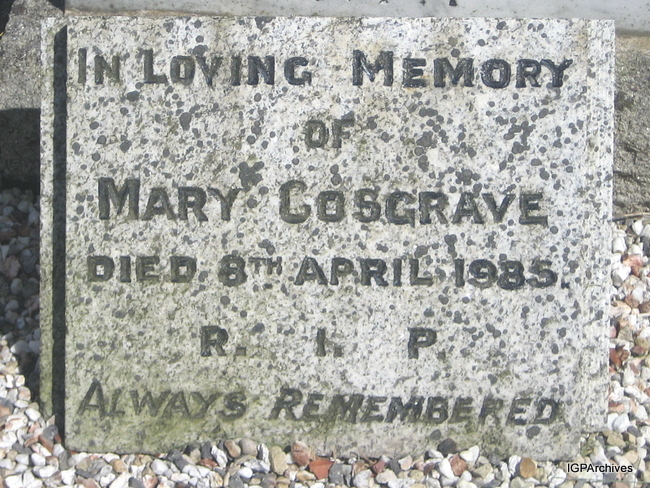 IN LOVING MEMORY
OF
MARY COSGRAVE
DIED 8TH APRIL 1985.
R. I. P
ALWAYS REMEMBERED
IGPArchives